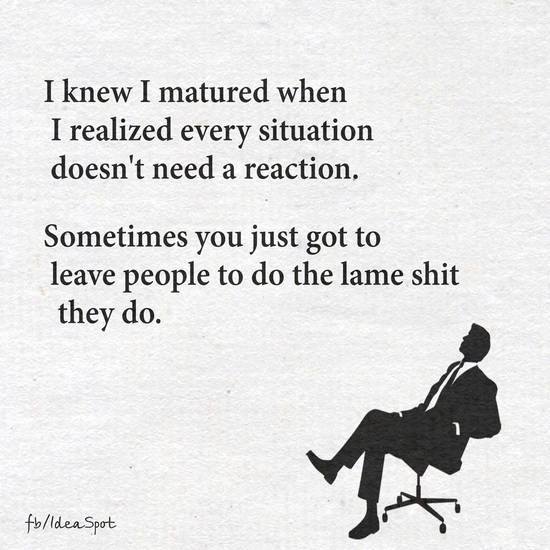 I knew I matured when
I realized every situation
doesn't need a reaction.
Sometimes you just got to
leave people to do the lame shit
they do.
fb/IdeaSpot